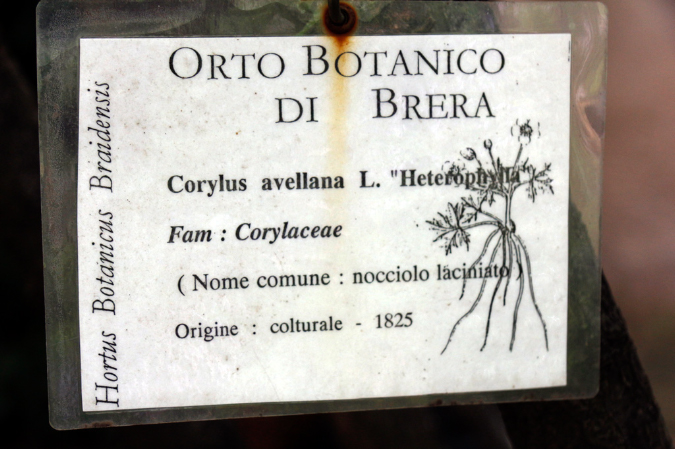 ORTO BOTANICO
DI BRERA
Hortus Botanicus Braidensis
Corylus avellana L. "Heterophylla"
Fam : Corylaceae
( Nome comune : nocciolo laciniato )
Origine : colturale - 1825